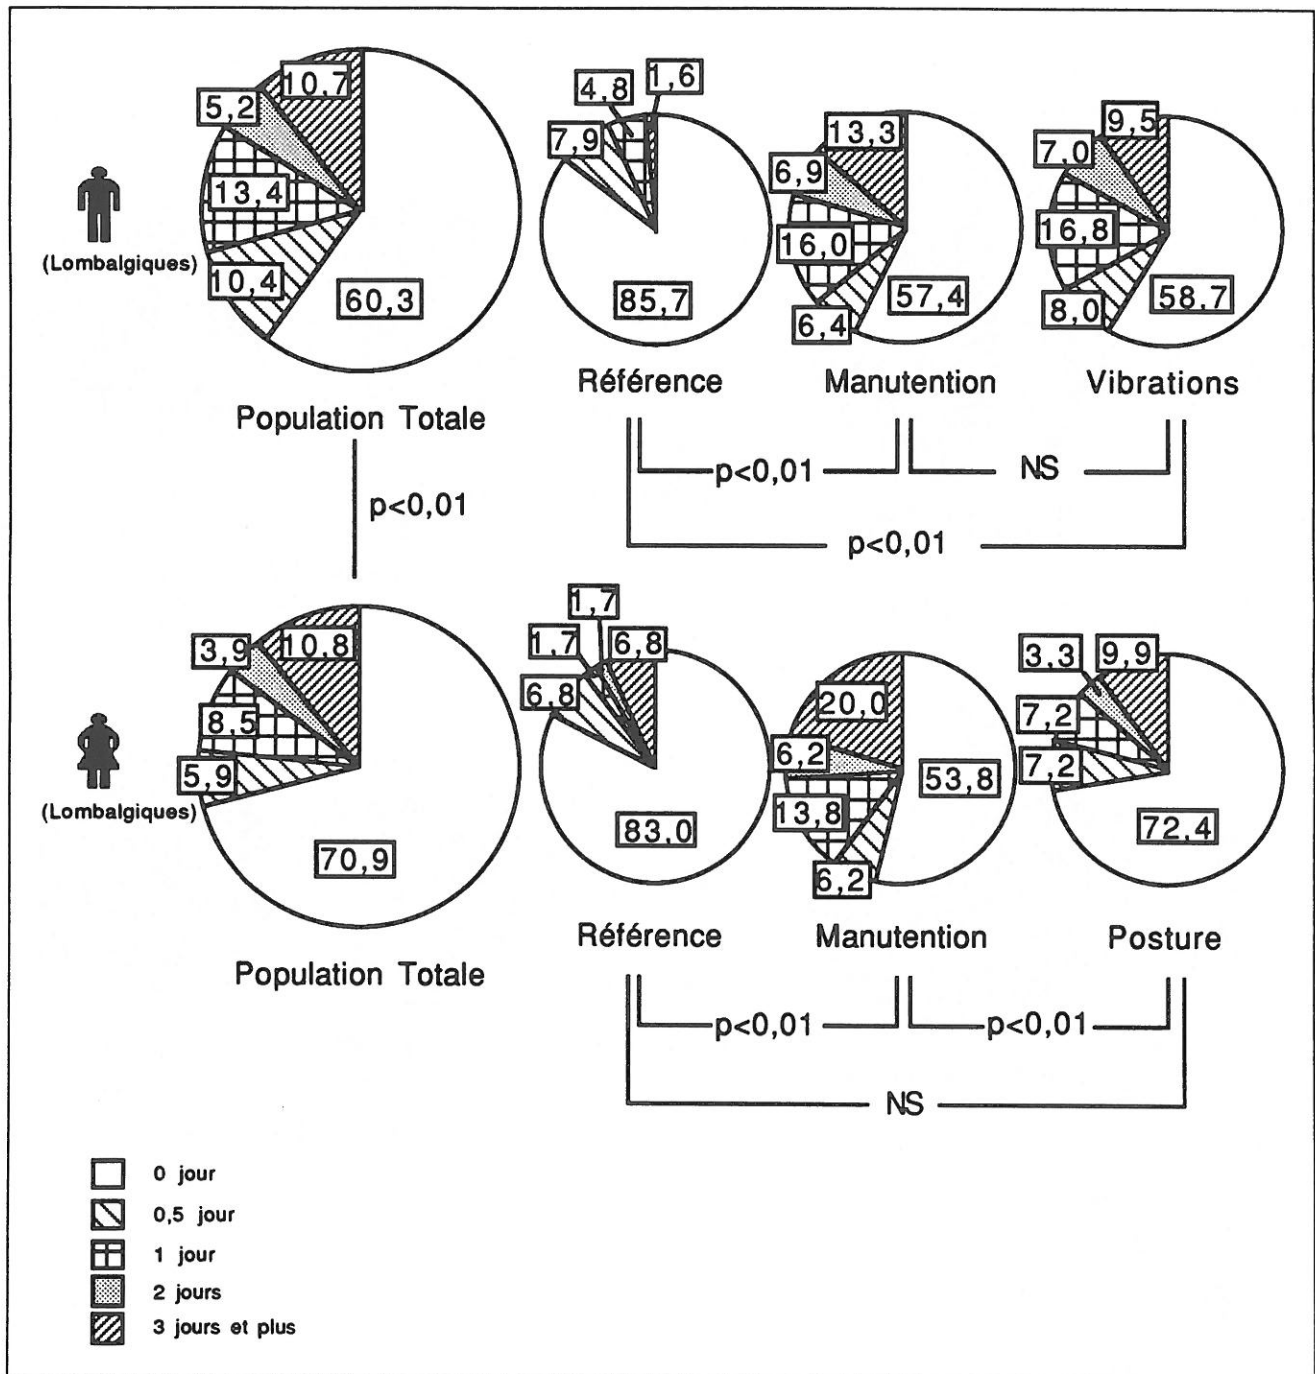 10,7
5,2
13,4
10,4
60,3
(Lombalgiques)
Population Totale
4,8
1,6
7,9
85,7
Référence
13,3
6,9
16,0
6,4
57,4
Manutention
9,5
7,0
16,8
8,0
58,7
Vibrations
p<0,01
NS
p<0,01
p<0,01
10,8
3,9
8,5
5,9
70,9
(Lombalgiques)
Population Totale
1,7
1,7
6,8
6,8
83,0
Référence
20,0
6,2
13,8
6,2
53,8
Manutention
3,3
9,9
7,2
7,2
72,4
Posture
p<0,01
p<0,01
NS
0 jour
0,5 jour
1 jour
2 jours
3 jours et plus